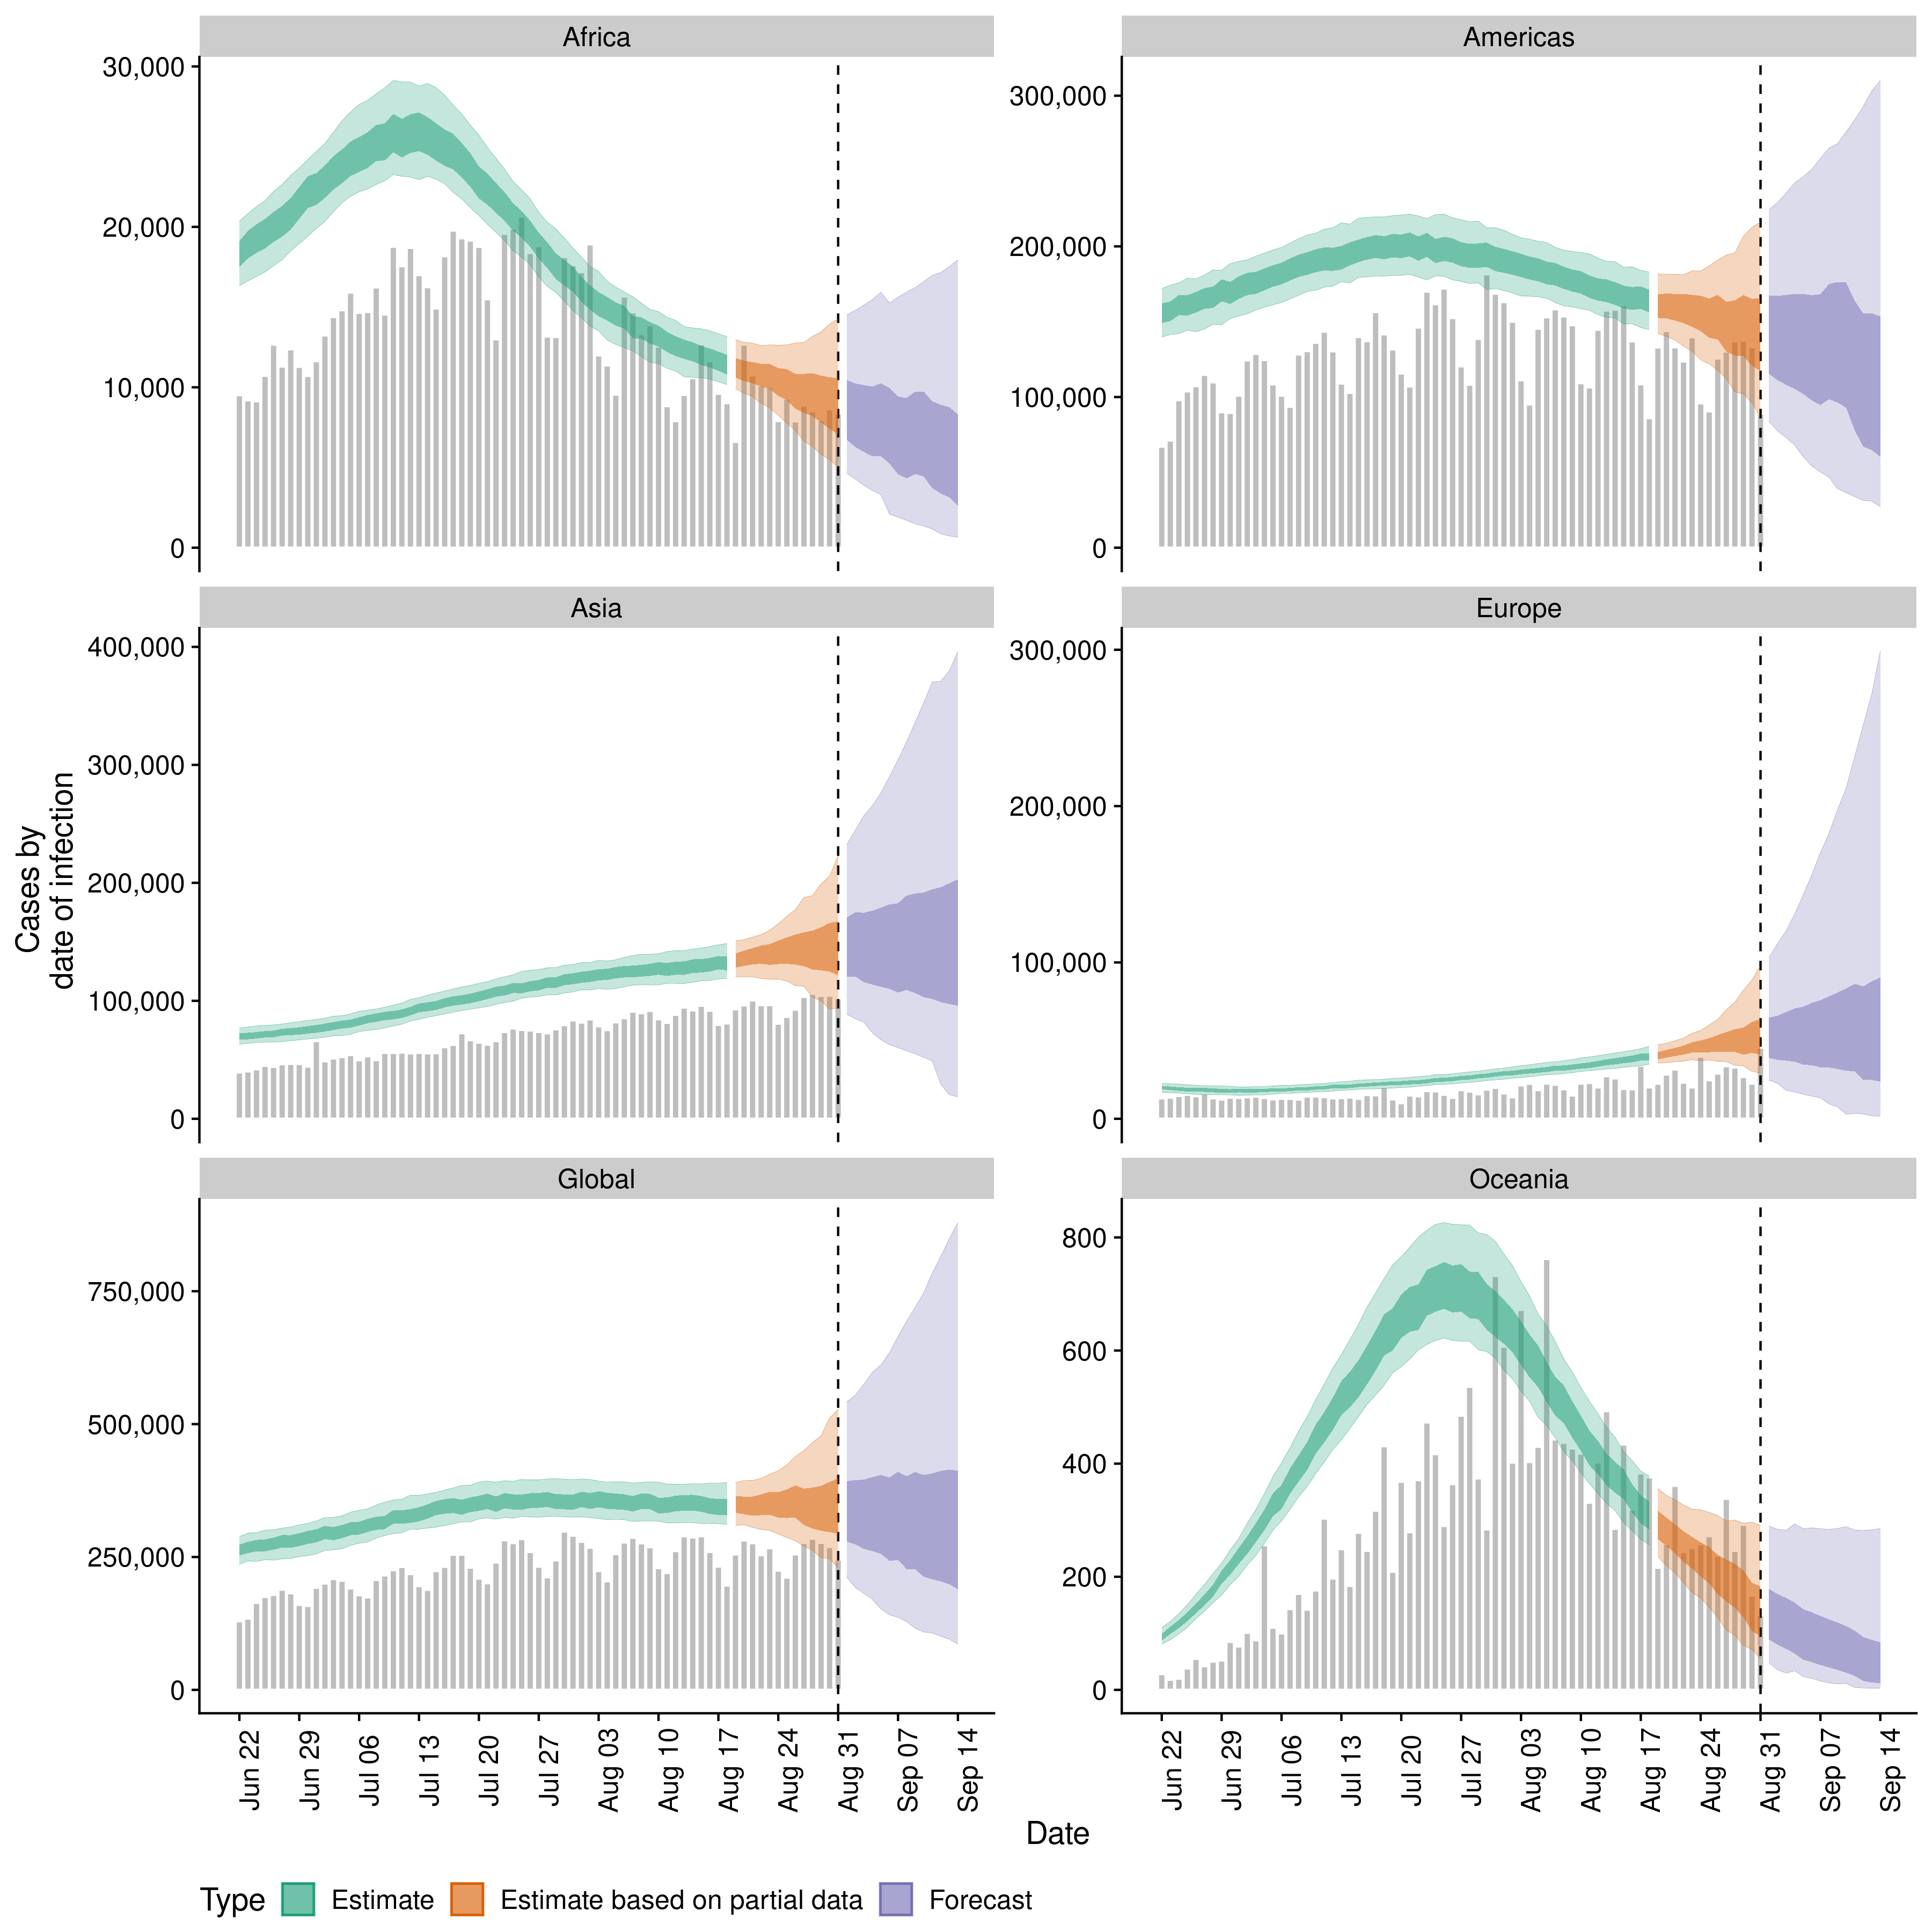 Africa
Americas
30,000
20,000
10,000
0
300,000
200,000
100,000
0
Asia
Europe
400,000
300,000
200,000
100,000
0
300,000
200,000
100,000
0
Cases by
date of infection
Global
Oceania
750,000
500,000
250,000
0
800
600
400
200
0
Jun 22
Jun 29
Jul 06
Jul 13
Jul 20
Jul 27
Aug 03
Aug 10
Aug 17
Aug 24
Aug 31
Sep 07
Sep 14
Jun 22
Jun 29
Jul 06
Jul 13
Jul 20
Jul 27
Aug 03
Aug 10
Aug 17
Aug 24
Aug 31
Sep 07
Sep 14
Date
Type Estimate Estimate based on partial data Forecast